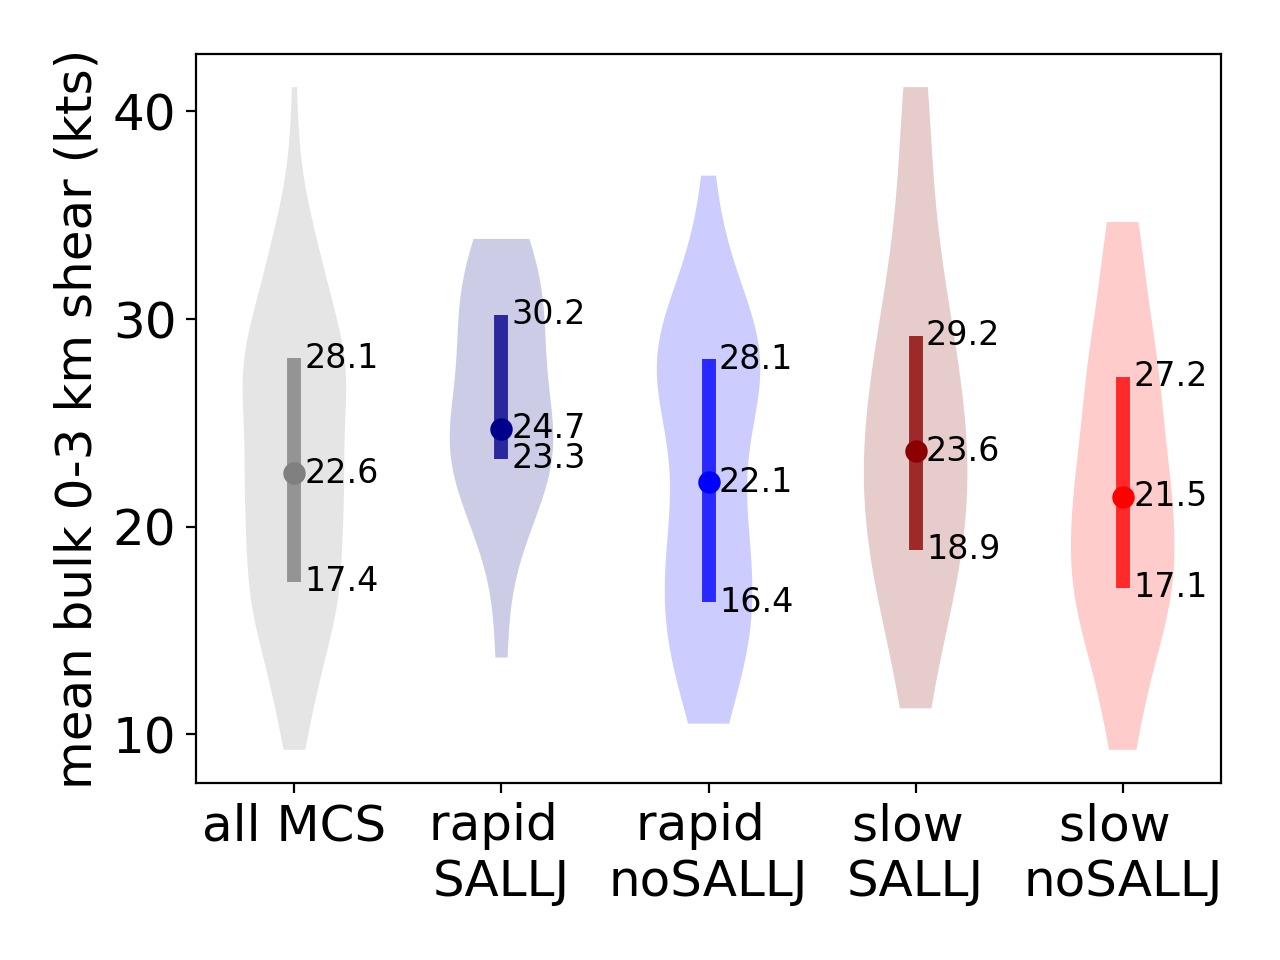 mean bulk 0-3 km shear (kts)
40
30
20
10
28.1
22.6
17.4
30.2
24.7
23.3
28.1
22.1
16.4
29.2
23.6
18.9
27.2
21.5
17.1
all MCS
rapid
SALLJ
rapid
noSALLJ
slow
SALLJ
slow
noSALLJ